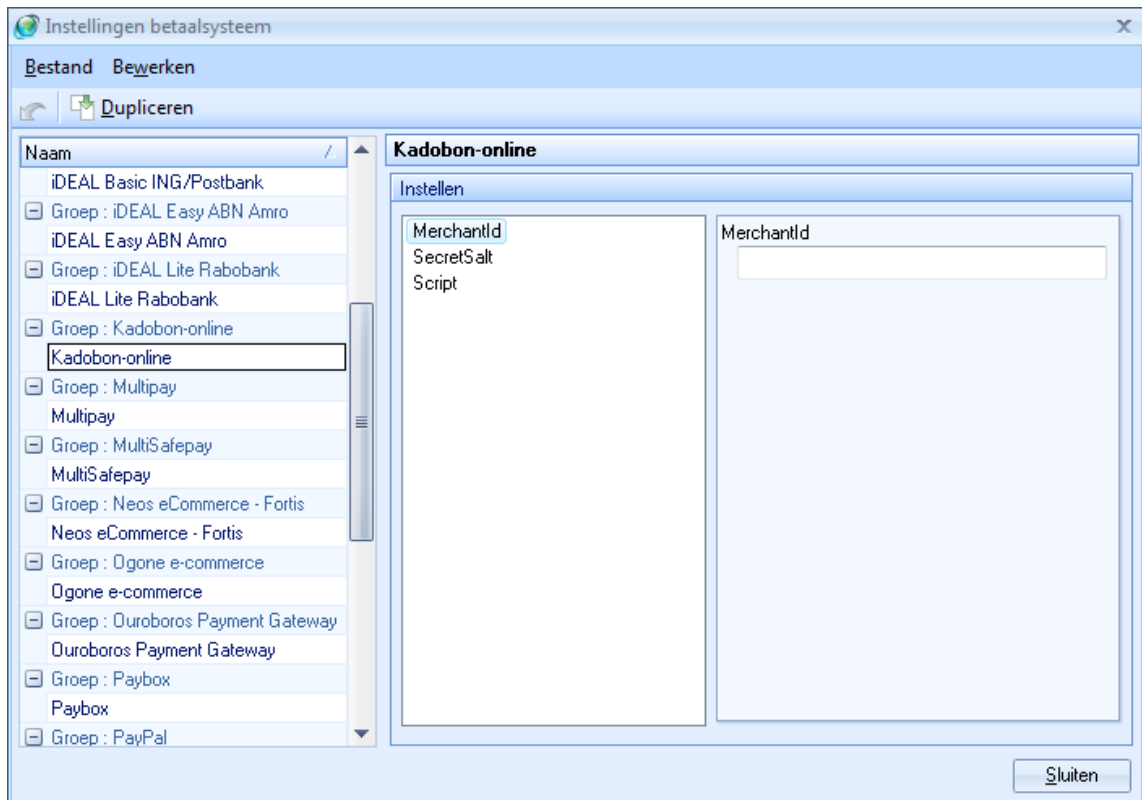 Instellingen betaalsysteem
Bestand Bewerken
Dupliceren
Naam
iDEAL Basic ING/Postbank
Groep : iDEAL Easy ABN Amro
iDEAL Easy ABN Amro
Groep : iDEAL Lite Rabobank
iDEAL Lite Rabobank
Groep : Kadobon-online
Kadobon-online
Groep : Multipay
Multipay
Groep : MultiSafepay
MultiSafepay
Groep : Neos eCommerce - Fortis
Neos eCommerce - Fortis
Groep : Ogone e-commerce
Ogone e-commerce
Groep : Ouroboros Payment Gateway
Ouroboros Payment Gateway
Groep : Paybox
Paybox
Groep : PayPal
Kadobon-online
Instellen
MerchantId
SecretSalt
Script
MerchantId
Sluiten